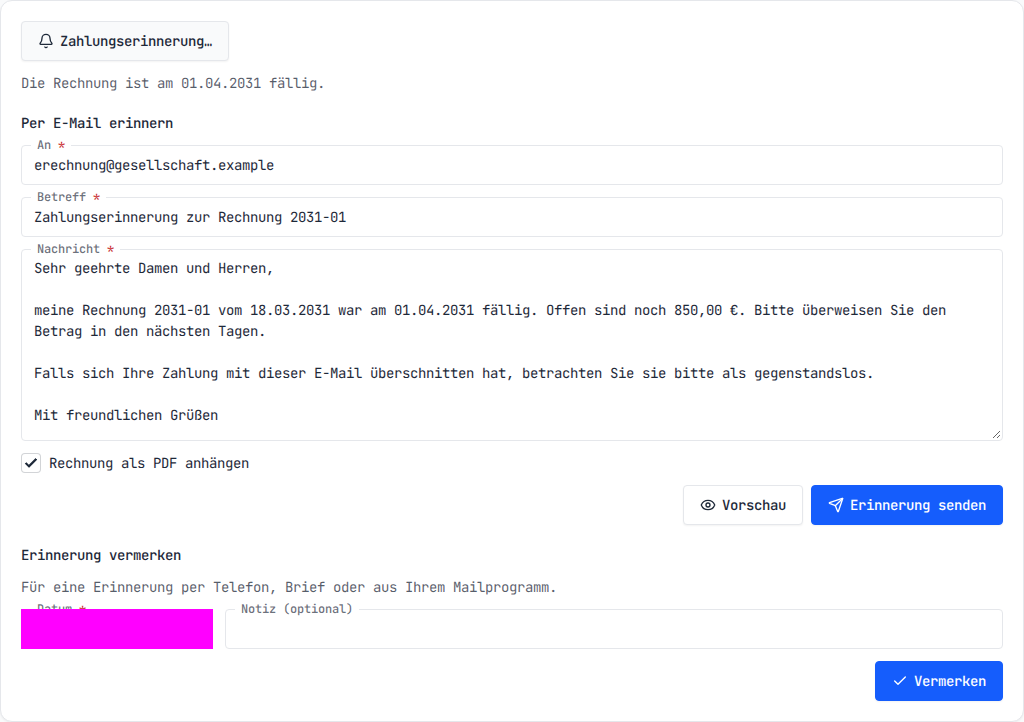 Zahlungserinnerung…
Die Rechnung ist am 01.04.2031 fällig.
Per E-Mail erinnern
An *
erechnung@gesellschaft.example
Betreff *
Zahlungserinnerung zur Rechnung 2031-01
Nachricht *
Sehr geehrte Damen und Herren,
meine Rechnung 2031-01 vom 18.03.2031 war am 01.04.2031 fällig. Offen sind noch 850,00 €. Bitte überweisen Sie den
Betrag in den nächsten Tagen.
Falls sich Ihre Zahlung mit dieser E-Mail überschnitten hat, betrachten Sie sie bitte als gegenstandslos.
Mit freundlichen Grüßen
Rechnung als PDF anhängen
Vorschau
Erinnerung senden
Erinnerung vermerken
Für eine Erinnerung per Telefon, Brief oder aus Ihrem Mailprogramm.
Datum *
Notiz (optional)
Vermerken